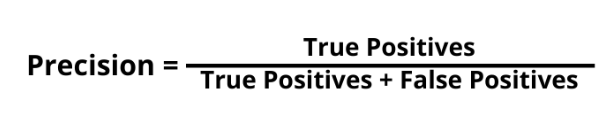 True Positives
Precision =
True Positives + False Positives